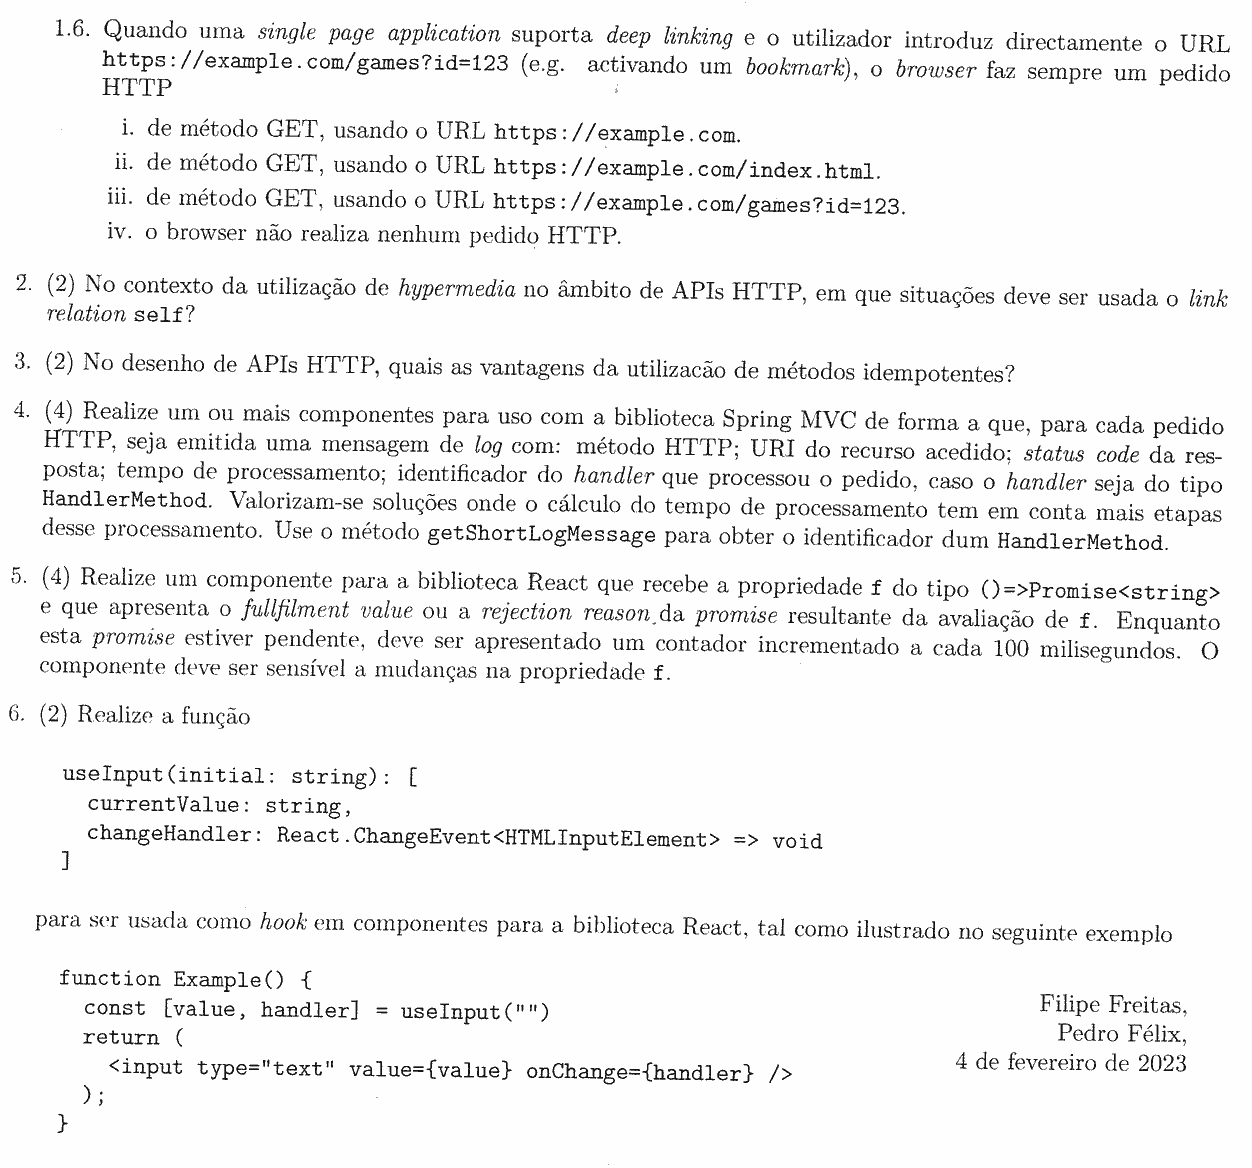 1.6. Quando uma single page application suporta deep linking e o utilizador introduz directamente o URL
https://example.com/games?id=123 (e.g. activando um bookmark), o browser faz sempre um pedido
HTTP
i. de método GET, usando o URL https://example.com.
ii. de método GET, usando o URL https://example.com/index.html.
iii. de método GET, usando o URL https://example.com/games?id=123.
iv. o browser não realiza nenhum pedido HTTP.
2. (2) No contexto da utilização de hypermedia no âmbito de APIs HTTP, em que situações deve ser usada o link
relation self?
3. (2) No desenho de APIs HTTP, quais as vantagens da utilizacão de métodos idempotentes?
4. (4) Realize um ou mais componentes para uso com a biblioteca Spring MVC de forma a que, para cada pedido
HTTP, seja emitida uma mensagem de log com: método HTTP; URI do recurso acedido; status code da res-
posta; tempo de processamento; identificador do handler que processou o pedido, caso o handler seja do tipo
HandlerMethod. Valorizam-se soluções onde o cálculo do tempo de processamento tem em conta mais etapas
desse processamento. Use o método getShortLogMessage para obter o identificador dum HandlerMethod.
5. (4) Realize um componente para a biblioteca React que recebe a propriedade f do tipo ()=>Promise<string>
e que apresenta o fullfilment value ou a rejection reason da promise resultante da avaliação de f. Enquanto
esta promise estiver pendente, deve ser apresentado um contador incrementado a cada 100 milisegundos. O
componente deve ser sensível a mudanças na propriedade f.
6. (2) Realize a função
useInput(initial: string): [
currentValue: string,
changeHandler: React.ChangeEvent<HTMLInputElement> => void
]
para ser usada como hook em componentes para a biblioteca React, tal como ilustrado no seguinte exemplo
function Example() {
const [value, handler] = useInput("")
return (
<input type="text" value={value} onChange={handler} />
);
}
Filipe Freitas,
Pedro Félix,
4 de fevereiro de 2023